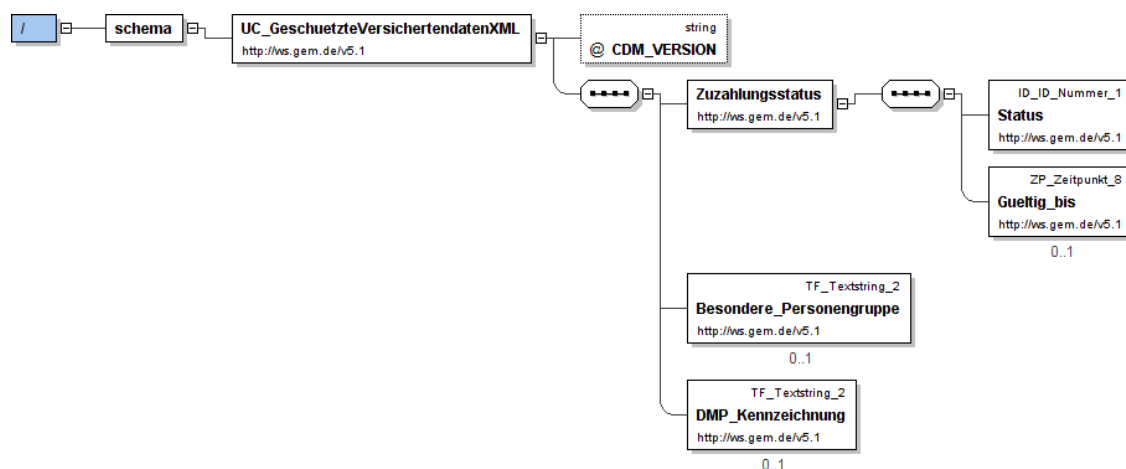 /
schema
UC_GeschuetzteVersichertendatenXML
http://ws.gem.de/v5.1
string
@ CDM_VERSION
Zuzahlungsstatus
http://ws.gem.de/v5.1
ID_ID_Nummer_1
Status
http://ws.gem.de/v5.1
ZP_Zeitpunkt_8
Gueltig_bis
http://ws.gem.de/v5.1
0..1
TF_Textstring_2
Besondere_Personengruppe
http://ws.gem.de/v5.1
0..1
TF_Textstring_2
DMP_Kennzeichnung
http://ws.gem.de/v5.1
0..1